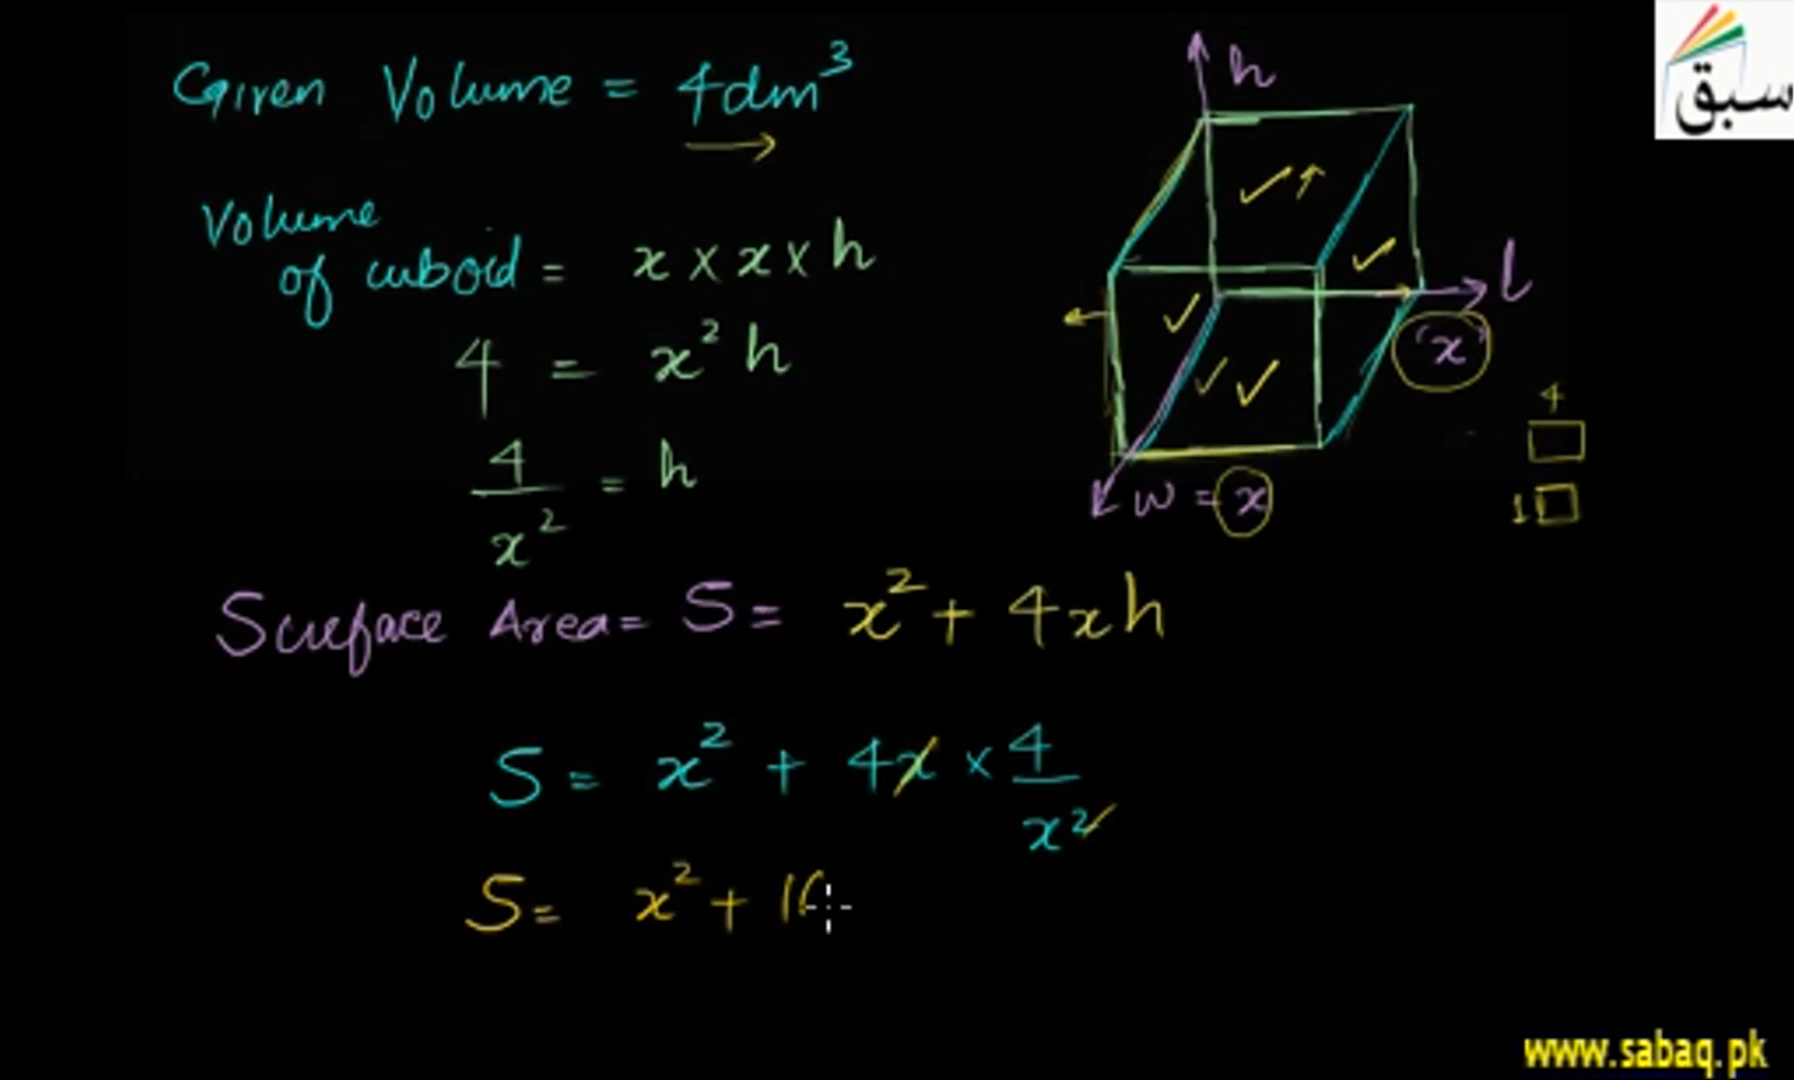 Given Volume = 4dm³
Volume
of cuboid = x × x × h
4 = x² h
4/x² = h
Surface Area = S = x² + 4xh
S = x² + 4x × 4/x²
S = x² + 16
h
l
(x)
w = x
4
1
سبق
www.sabaq.pk